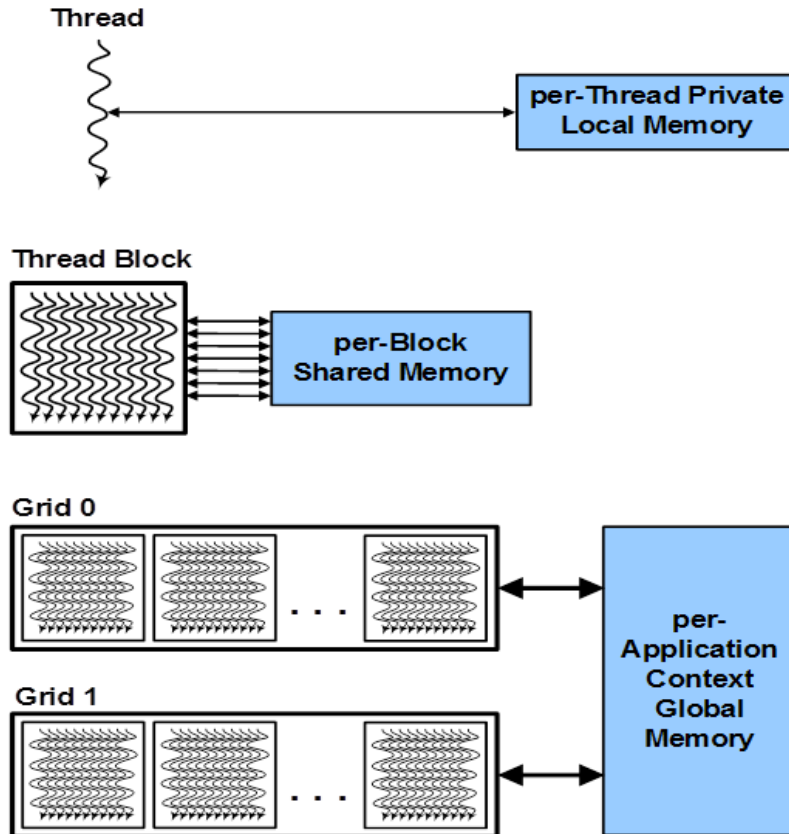 Thread
per-Thread Private
Local Memory
Thread Block
per-Block
Shared Memory
Grid 0
. . .
per-
Application
Context
Global
Memory
Grid 1
. . .